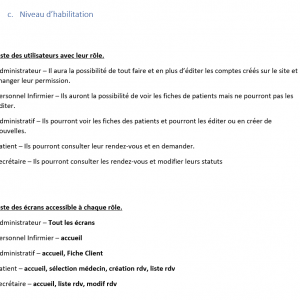 c. Niveau d'habilitation
ste des utilisateurs avec leur rôle.
dministrateur – Il aura la possibilité de tout faire et en plus d'éditer les comptes créés sur le site et
hanger leur permission.
ersonnel Infirmier – Ils auront la possibilité de voir les fiches de patients mais ne pourront pas les
diter.
dministratif – Ils pourront voir les fiches des patients et pourront les éditer ou en créer de
ouvelles.
atient – Ils pourront consulter leur rendez-vous et en demander.
ecrétaire – Ils pourront consulter les rendez-vous et modifier leurs statuts
ste des écrans accessible à chaque rôle.
dministrateur – Tout les écrans
ersonnel Infirmier – accueil
dministratif – accueil, Fiche Client
atient – accueil, sélection médecin, création rdv, liste rdv
ecrétaire – accueil, liste rdv, modif rdv